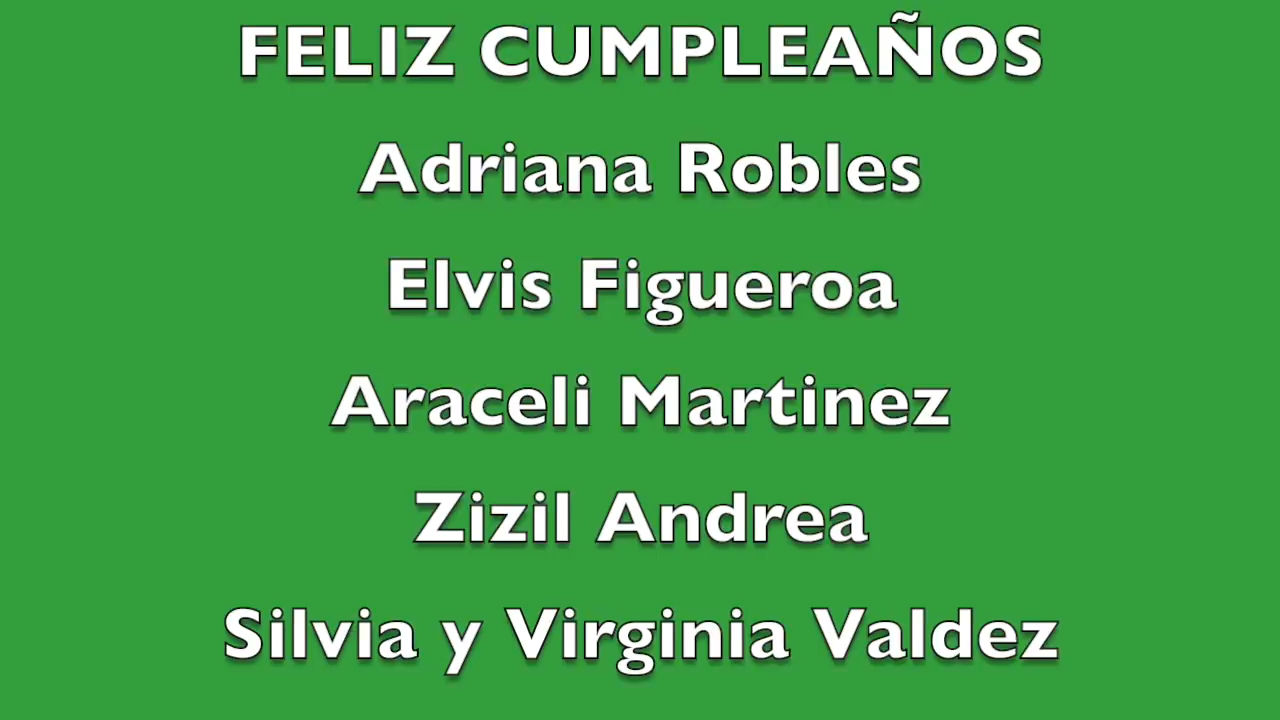 FELIZ CUMPLEAÑOS
Adriana Robles
Elvis Figueroa
Araceli Martinez
Zizil Andrea
Silvia y Virginia Valdez